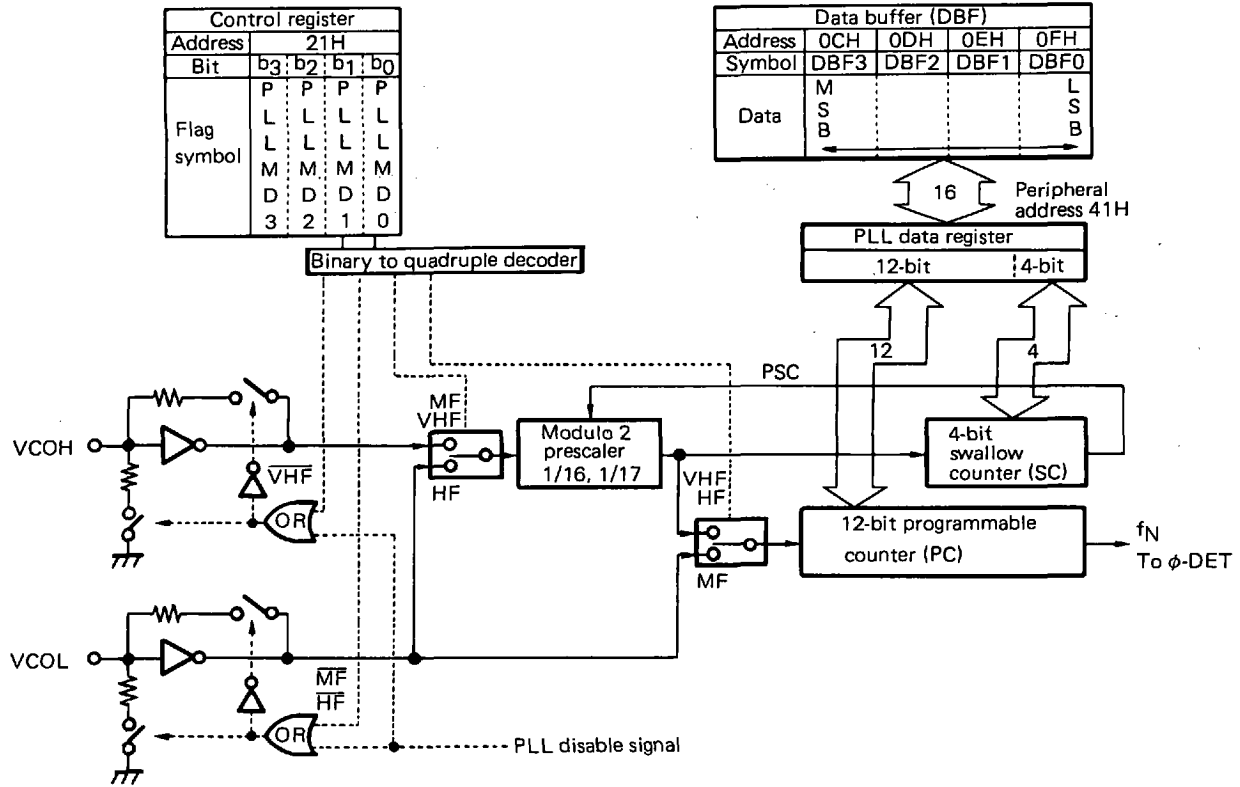 Control register
Address 21H
Bit b3 b2 b1 b0
Flag symbol
P L L M D 3
P L L M D 2
P L L M D 1
P L L M D 0
Data buffer (DBF)
Address 0CH 0DH 0EH 0FH
Symbol DBF3 DBF2 DBF1 DBF0
Data
M S B
L S B
16
Peripheral
address 41H
PLL data register
12-bit 4-bit
Binary to quadruple decoder
12
4
PSC
MF
VHF
VCOH
VHF
HF
Modulo 2
prescaler
1/16, 1/17
4-bit
swallow
counter (SC)
OR
VHF
HF
MF
12-bit programmable
counter (PC)
fN
To φ-DET
VCOL
MF
HF
OR
PLL disable signal